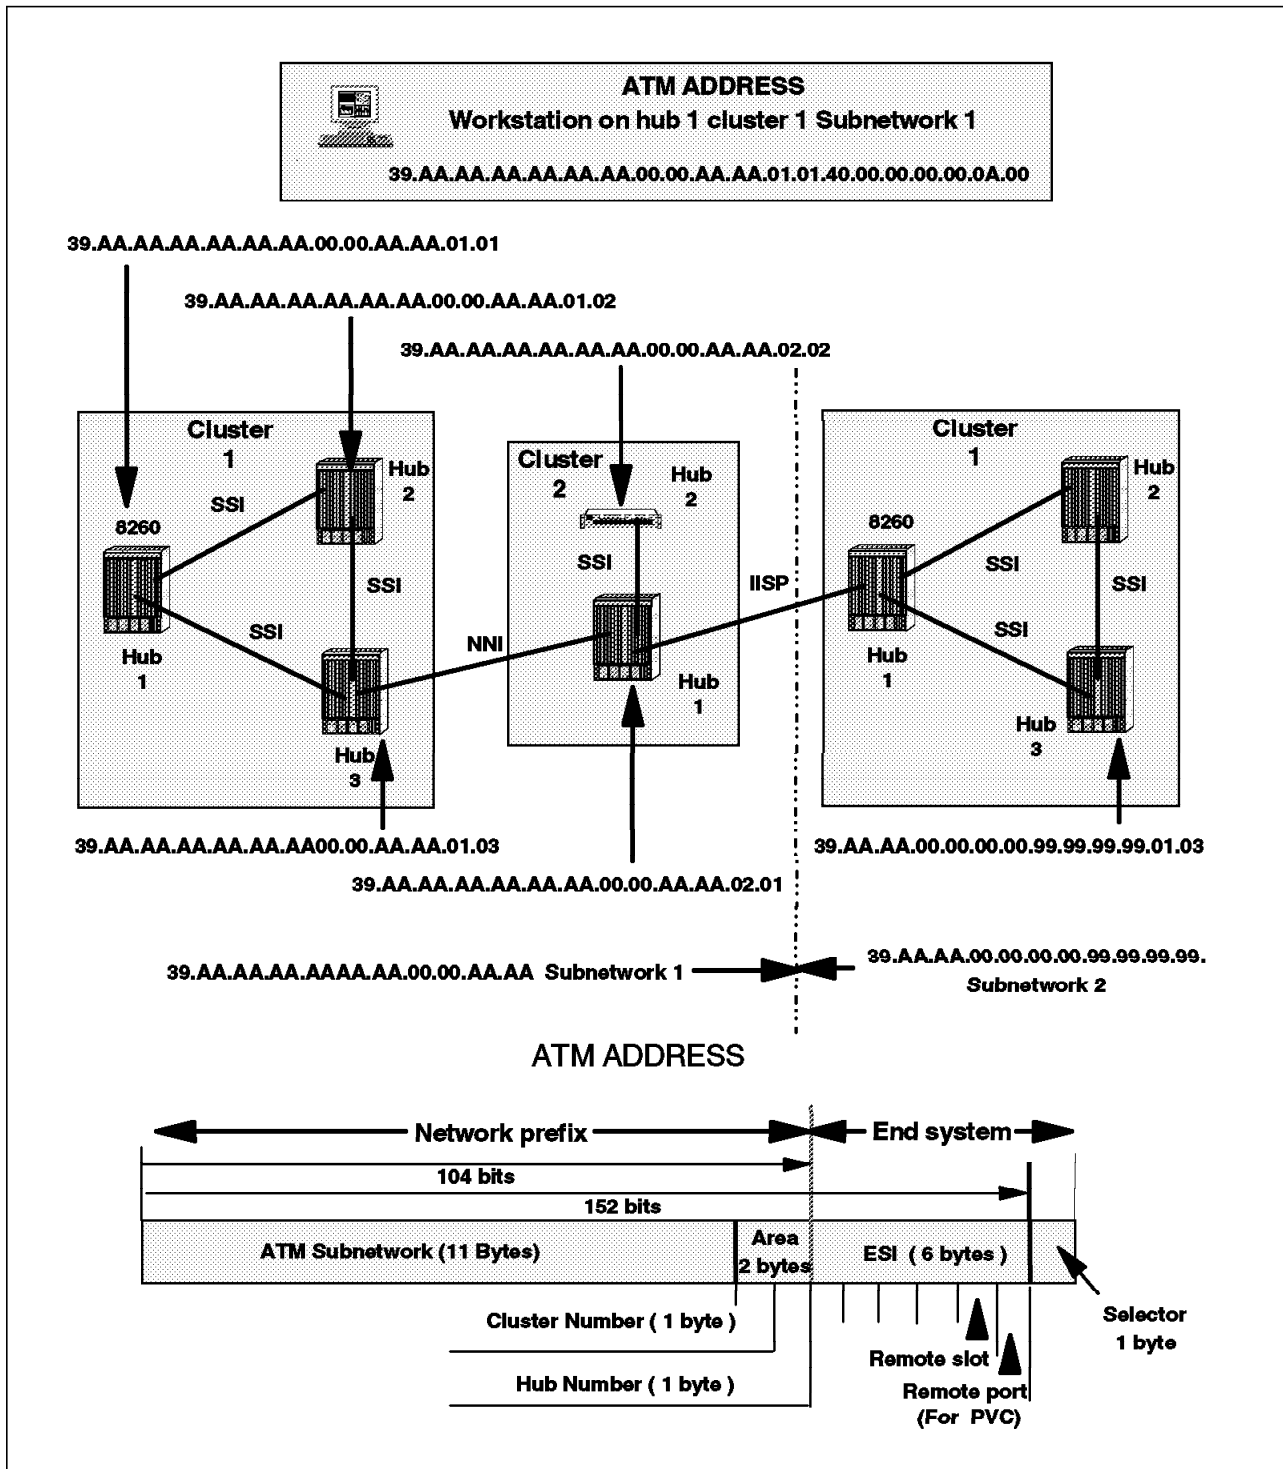 ATM ADDRESS
Workstation on hub 1 cluster 1 Subnetwork 1
39.AA.AA.AA.AA.AA.AA.00.00.AA.AA.01.01.40.00.00.00.00.0A.00
39.AA.AA.AA.AA.AA.AA.00.00.AA.AA.01.01
39.AA.AA.AA.AA.AA.AA.00.00.AA.AA.01.02
39.AA.AA.AA.AA.AA.AA.00.00.AA.AA.02.02
Cluster
1
Hub
2
SSI
8260
SSI
SSI
Hub
1
Hub
3
NNI
Cluster
2
Hub
2
SSI
Hub
1
IISP
Cluster
1
Hub
2
8260
SSI
SSI
SSI
Hub
1
Hub
3
39.AA.AA.AA.AA.AA.AA00.00.AA.AA.01.03
39.AA.AA.00.00.00.00.99.99.99.99.01.03
39.AA.AA.AA.AA.AA.AA.00.00.AA.AA.02.01
39.AA.AA.AA.AAAA.AA.00.00.AA.AA Subnetwork 1
39.AA.AA.00.00.00.00.99.99.99.99.
Subnetwork 2
ATM ADDRESS
Network prefix
End system
104 bits
152 bits
ATM Subnetwork (11 Bytes)
Area
2 bytes
ESI ( 6 bytes )
Cluster Number ( 1 byte )
Selector
1 byte
Remote slot
Hub Number ( 1 byte )
Remote port
(For PVC)